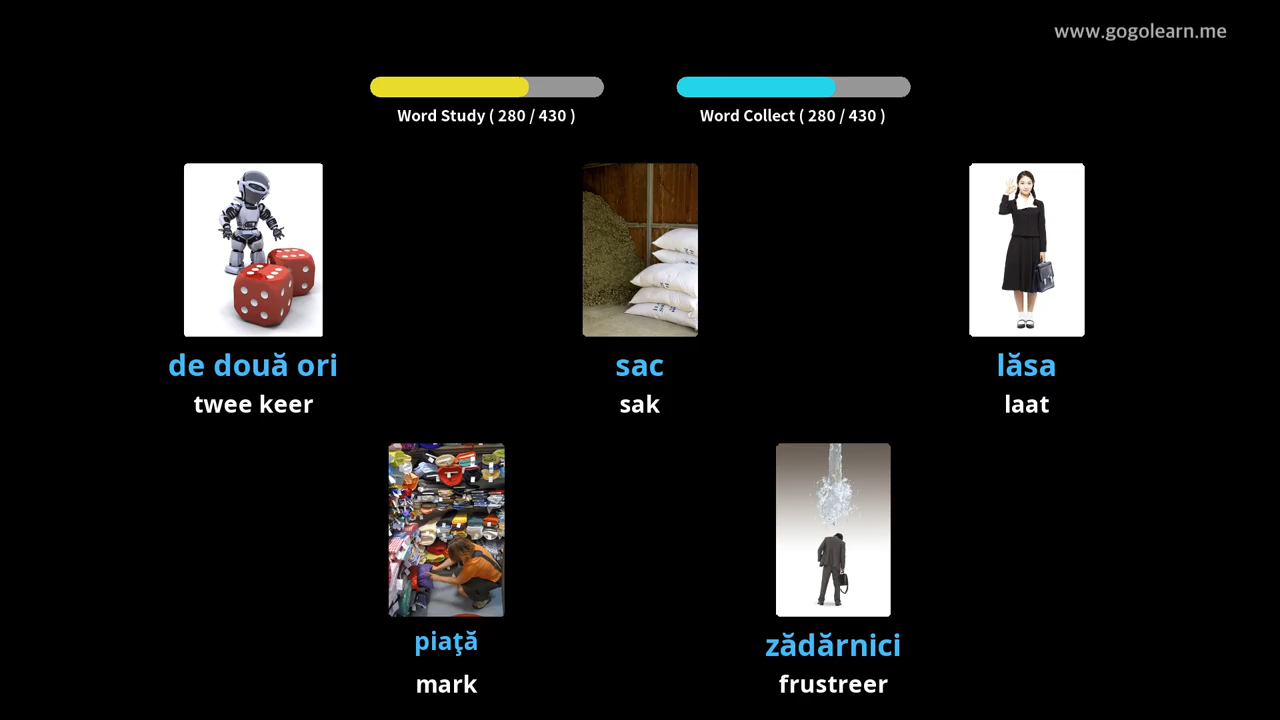 www.gogolearn.me
Word Study ( 280 / 430 )
Word Collect ( 280 / 430 )
de două ori
twee keer
sac
sak
lăsa
laat
piaţă
mark
zădărnici
frustreer